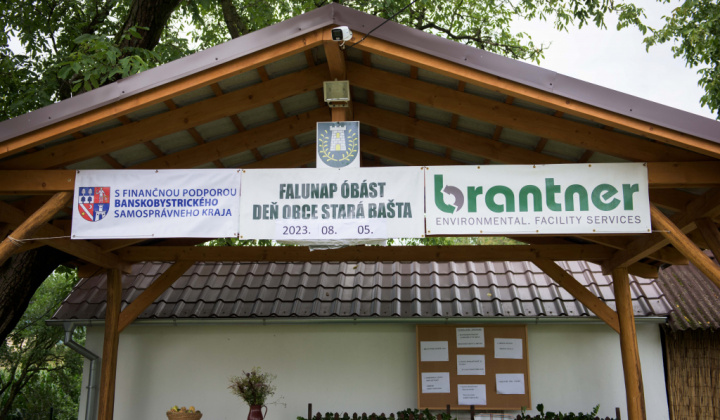 S FINANČNOU PODPOROU
BANSKOBYSTRICKÉHO
SAMOSPRÁVNEHO KRAJA
FALUNAP ÓBÁST
DEŇ OBCE STARÁ BAŠTA
2023. 08. 05.
brantner
ENVIRONMENTAL. FACILITY SERVICES